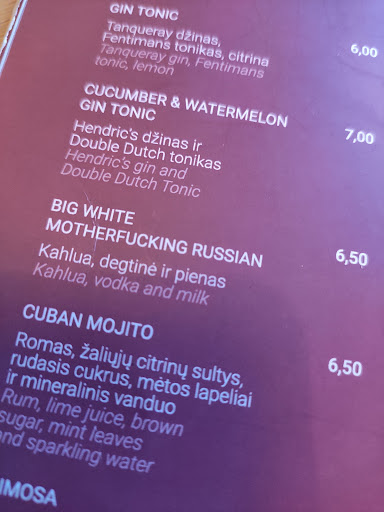 GIN TONIC
Tanqueray džinas,
Fentimans tonikas, citrina 6,00
Tanqueray gin, Fentimans
tonic, lemon
CUCUMBER & WATERMELON
GIN TONIC 7,00
Hendric's džinas ir
Double Dutch tonikas
Hendric's gin and
Double Dutch Tonic
BIG WHITE
MOTHERFUCKING RUSSIAN 6,50
Kahlua, degtinė ir pienas
Kahlua, vodka and milk
CUBAN MOJITO 6,50
Romas, žaliųjų citrinų sultys,
rudasis cukrus, mėtos lapeliai
ir mineralinis vanduo
Rum, lime juice, brown
sugar, mint leaves
and sparkling water
IMOSA